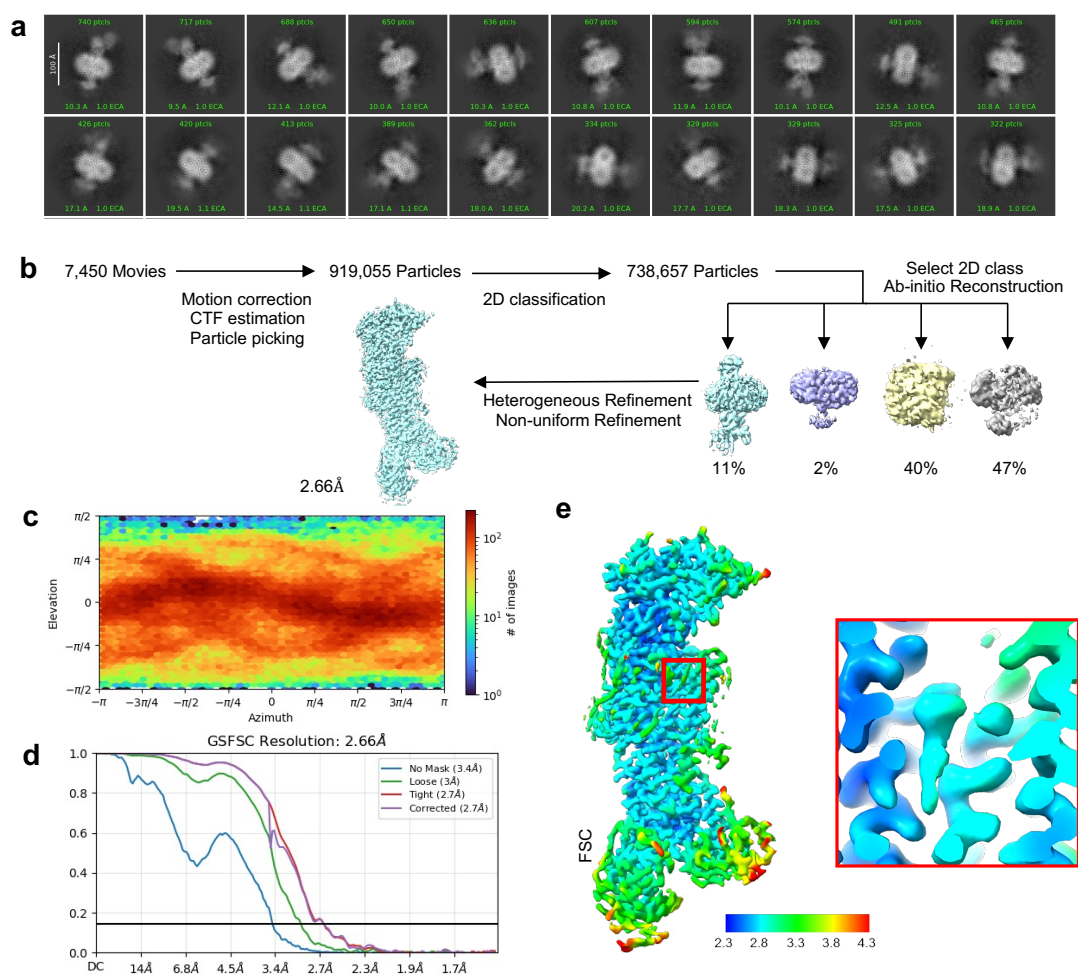 a
740 ptcls 717 ptcls 688 ptcls 650 ptcls 636 ptcls 607 ptcls 594 ptcls 574 ptcls 491 ptcls 465 ptcls
100 Å
10.3 A 1.0 ECA 9.5 A 1.0 ECA 12.1 A 1.0 ECA 10.0 A 1.0 ECA 10.3 A 1.0 ECA 10.8 A 1.0 ECA 11.9 A 1.0 ECA 10.1 A 1.0 ECA 12.5 A 1.0 ECA 10.8 A 1.0 ECA
426 ptcls 420 ptcls 413 ptcls 389 ptcls 362 ptcls 334 ptcls 329 ptcls 329 ptcls 325 ptcls 322 ptcls
17.1 A 1.0 ECA 19.5 A 1.1 ECA 14.5 A 1.1 ECA 17.1 A 1.1 ECA 18.0 A 1.0 ECA 20.2 A 1.0 ECA 17.7 A 1.0 ECA 18.3 A 1.0 ECA 17.5 A 1.0 ECA 18.9 A 1.0 ECA
b
7,450 Movies
Motion correction
CTF estimation
Particle picking
919,055 Particles
2D classification
738,657 Particles
Select 2D class
Ab-initio Reconstruction
Heterogeneous Refinement
Non-uniform Refinement
11% 2% 40% 47%
2.66Å
c
π/2
π/4
0
−π/4
−π/2
Elevation
−π −3π/4 −π/2 −π/4 0 π/4 π/2 3π/4 π
Azimuth
10²
10¹
10⁰
# of images
d
GSFSC Resolution: 2.66Å
1.0
0.8
0.6
0.4
0.2
0.0
No Mask (3.4Å)
Loose (3Å)
Tight (2.7Å)
Corrected (2.7Å)
DC 14Å 6.8Å 4.5Å 3.4Å 2.7Å 2.3Å 1.9Å 1.7Å
e
FSC
2.3 2.8 3.3 3.8 4.3